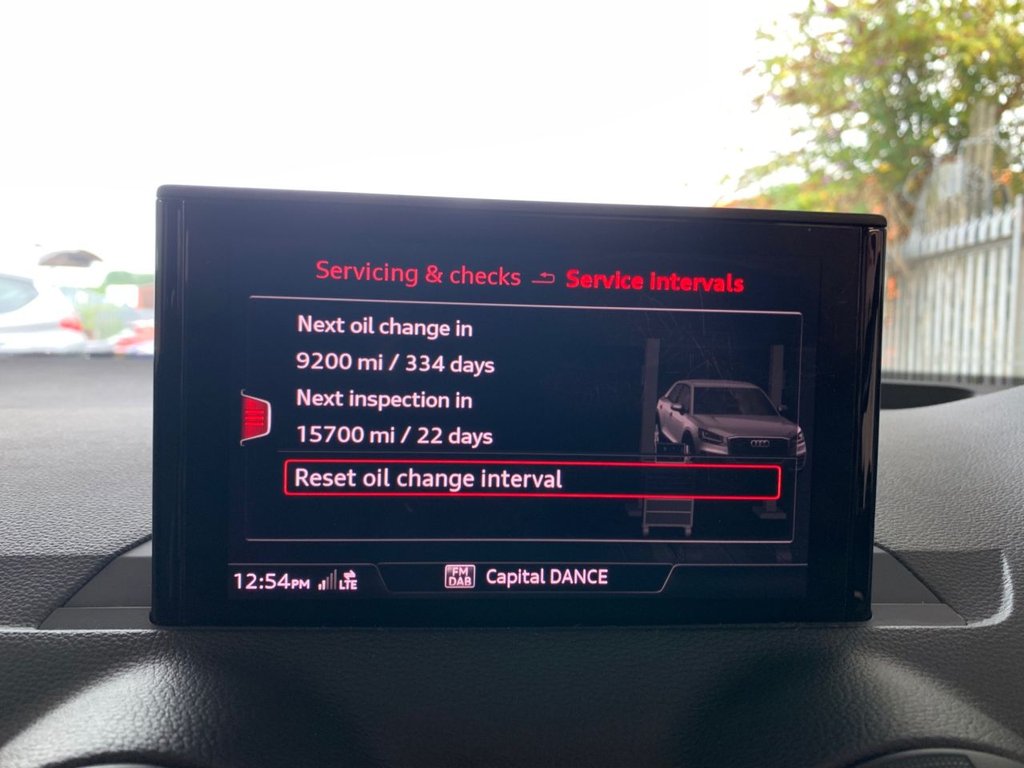 Servicing & checks Service intervals
Next oil change in
9200 mi / 334 days
Next inspection in
15700 mi / 22 days
Reset oil change interval
12:54PM LTE FM DAB Capital DANCE